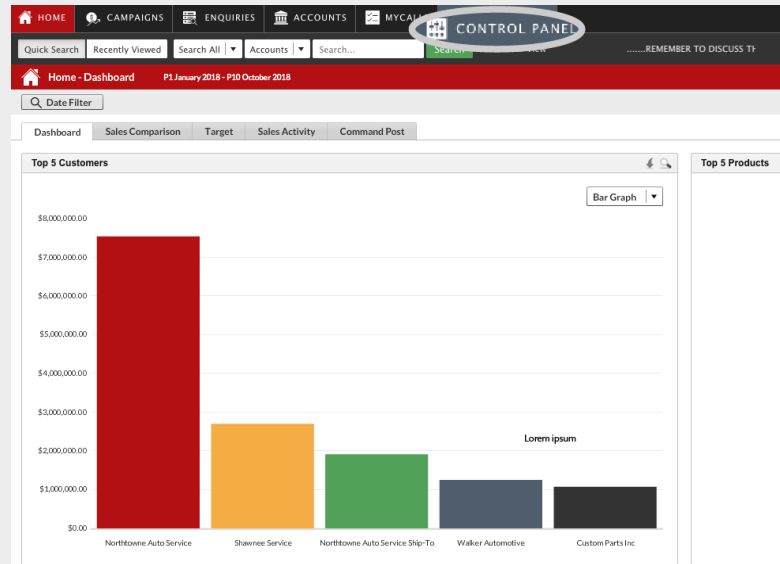 HOME CAMPAIGNS ENQUIRIES ACCOUNTS CONTROL PANEL
Quick Search Recently Viewed Search All Accounts Search... Search .......REMEMBER TO DISCUSS
Home - Dashboard P1 January 2018 - P10 October 2018
Date Filter
Dashboard Sales Comparison Target Sales Activity Command Post
Top 5 Customers Top 5 Products
Bar Graph
$8,000,000.00
$7,000,000.00
$6,000,000.00
$5,000,000.00
$4,000,000.00
$3,000,000.00
Lorem ipsum
$2,000,000.00
$1,000,000.00
$0.00
Northtowne Auto Service Shawnee Service Northtowne Auto Service Ship-To Walker Automotive Custom Parts Inc